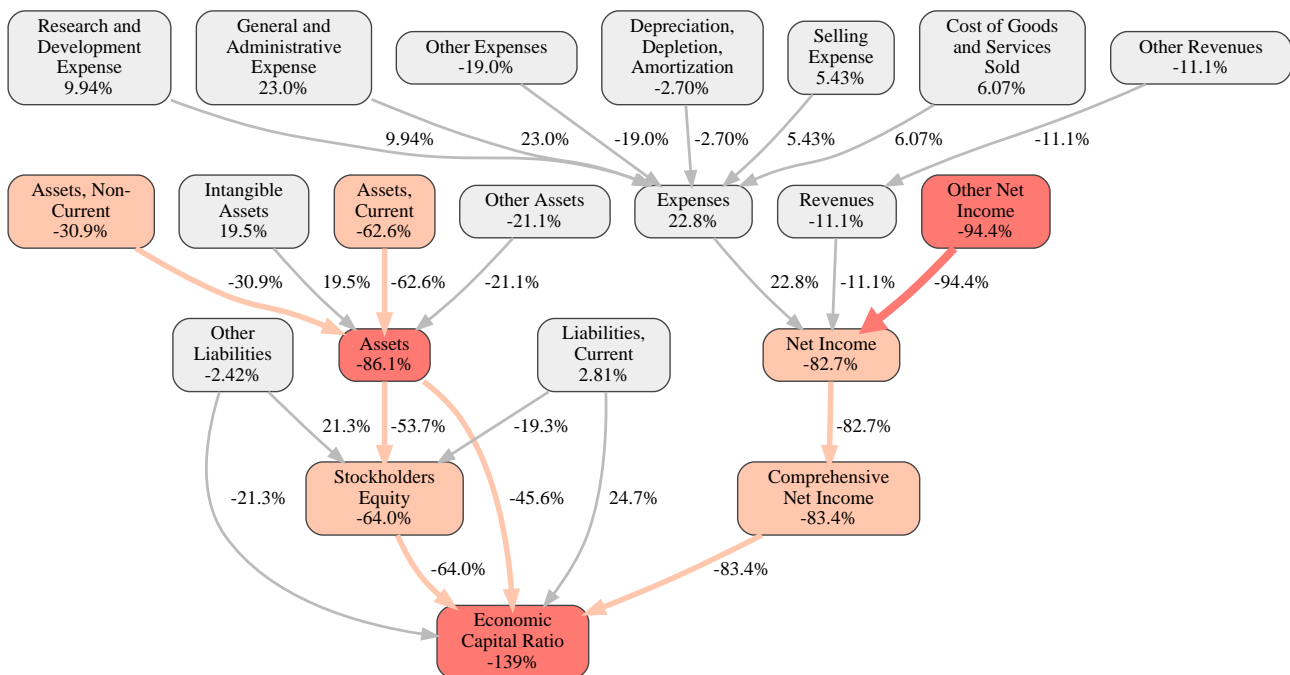 Research and
Development
Expense
9.94%
General and
Administrative
Expense
23.0%
Other Expenses
-19.0%
Depreciation,
Depletion,
Amortization
-2.70%
Selling
Expense
5.43%
Cost of Goods
and Services
Sold
6.07%
Other Revenues
-11.1%
9.94%
23.0%
-19.0%
-2.70%
5.43%
6.07%
-11.1%
Assets, Non-
Current
-30.9%
Intangible
Assets
19.5%
Assets,
Current
-62.6%
Other Assets
-21.1%
Expenses
22.8%
Revenues
-11.1%
Other Net
Income
-94.4%
-30.9%
19.5%
-62.6%
-21.1%
22.8%
-11.1%
-94.4%
Other
Liabilities
-2.42%
Assets
-86.1%
Liabilities,
Current
2.81%
Net Income
-82.7%
21.3%
-53.7%
-19.3%
-82.7%
-21.3%
Stockholders
Equity
-64.0%
-45.6%
24.7%
Comprehensive
Net Income
-83.4%
-64.0%
-83.4%
Economic
Capital Ratio
-139%